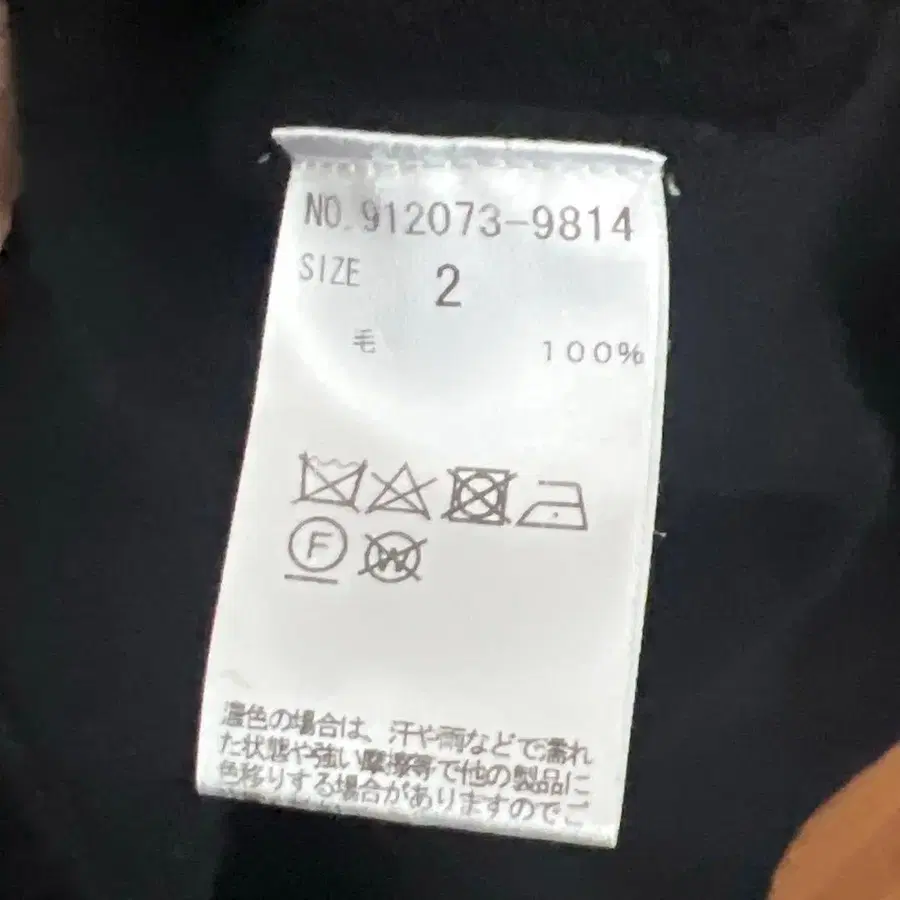 NO.912073-9814
SIZE 2
毛 100%
F
W
濃色の場合は、汗や雨などで濡れ
た状態や強い摩擦等で他の製品に
色移りする場合がありますのでご